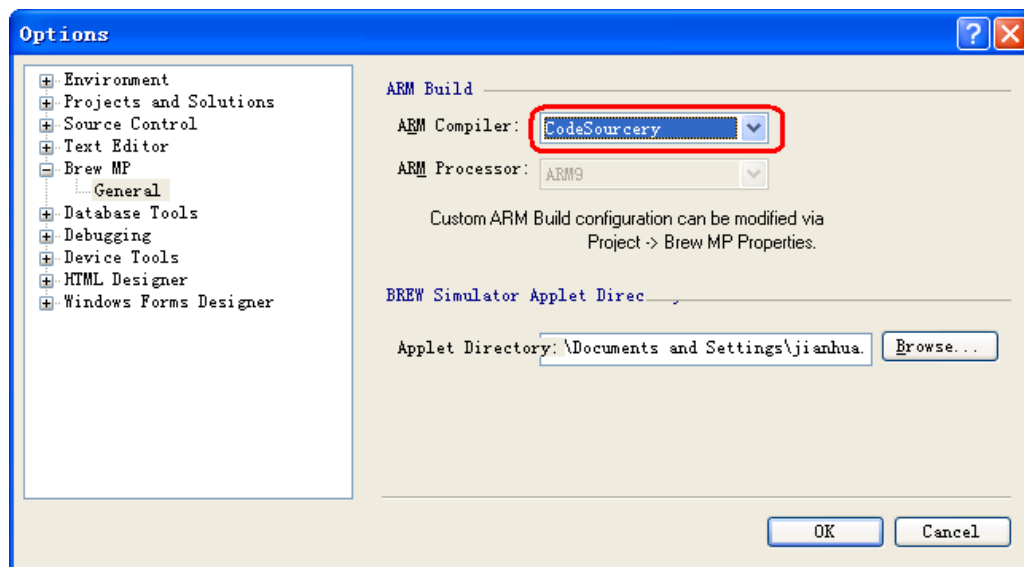 Options
Environment
Projects and Solutions
Source Control
Text Editor
Brew MP
General
Database Tools
Debugging
Device Tools
HTML Designer
Windows Forms Designer
ARM Build
ARM Compiler: CodeSourcery
ARM Processor: ARM9
Custom ARM Build configuration can be modified via
Project -> Brew MP Properties.
BREW Simulator Applet
Applet Directory: \Documents and Settings\jianhua. Browse...
OK Cancel